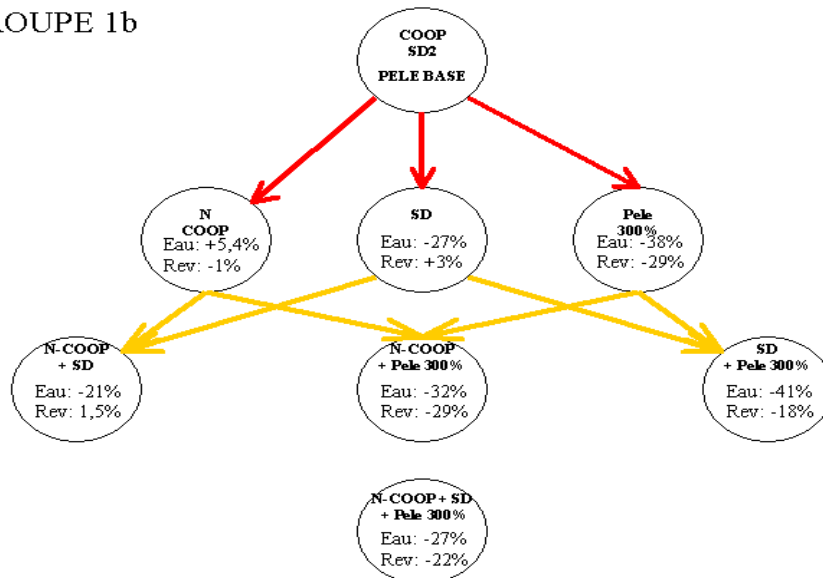 ROUPE 1b
COOP
SD2
PELE BASE
N
COOP
Eau: +5,4%
Rev: -1%
SD
Eau: -27%
Rev: +3%
Pele
300%
Eau: -38%
Rev: -29%
N-COOP
+ SD
Eau: -21%
Rev: 1,5%
N-COOP
+ Pele 300%
Eau: -32%
Rev: -29%
SD
+ Pele 300%
Eau: -41%
Rev: -18%
N-COOP + SD
+ Pele 300%
Eau: -27%
Rev: -22%